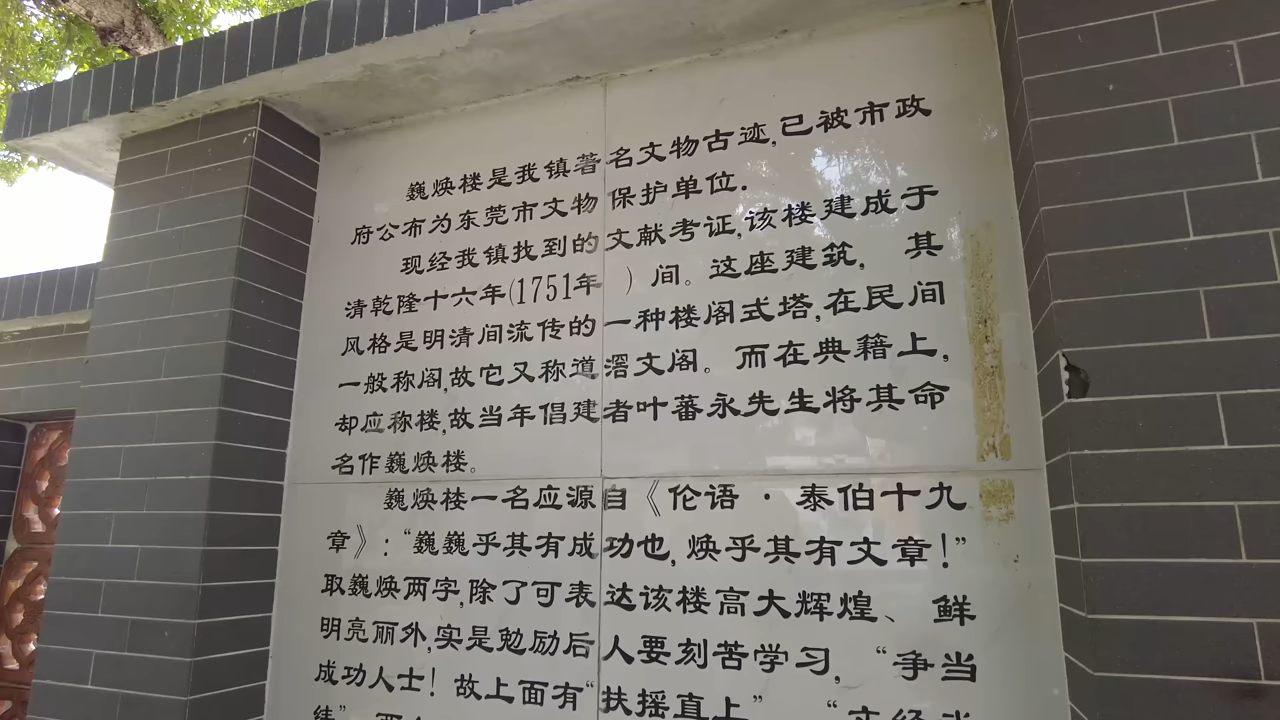 巍焕楼是我镇著名文物古迹,已被市政
府公布为东莞市文物保护单位.
现经我镇找到的文献考证,该楼建成于
清乾隆十六年(1751年 )间。这座建筑, 其
风格是明清间流传的一种楼阁式塔,在民间
一般称阁,故它又称道滘文阁。而在典籍上,
却应称楼,故当年倡建者叶蕃永先生将其命
名作巍焕楼。
巍焕楼一名应源自《伦语·泰伯十九
章》:“巍巍乎其有成功也,焕乎其有文章!”
取巍焕两字,除了可表达该楼高大辉煌、 鲜
明亮丽外,实是勉励后人要刻苦学习, “争当
成功人士! 故上面有“扶摇直上”